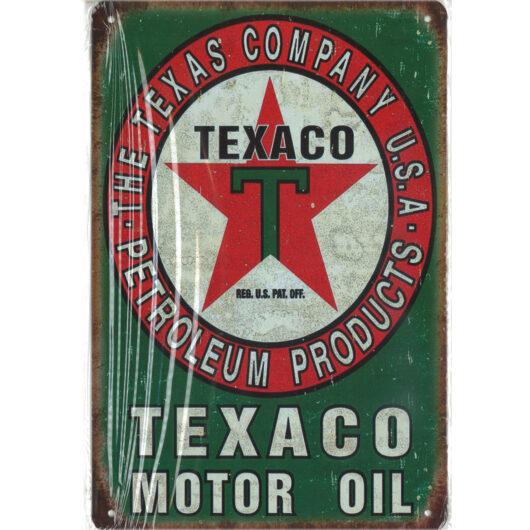 ·THE TEXAS COMPANY U.S.A·
PETROLEUM PRODUCTS
TEXACO
T
REG. U.S. PAT. OFF.
TEXACO
MOTOR OIL